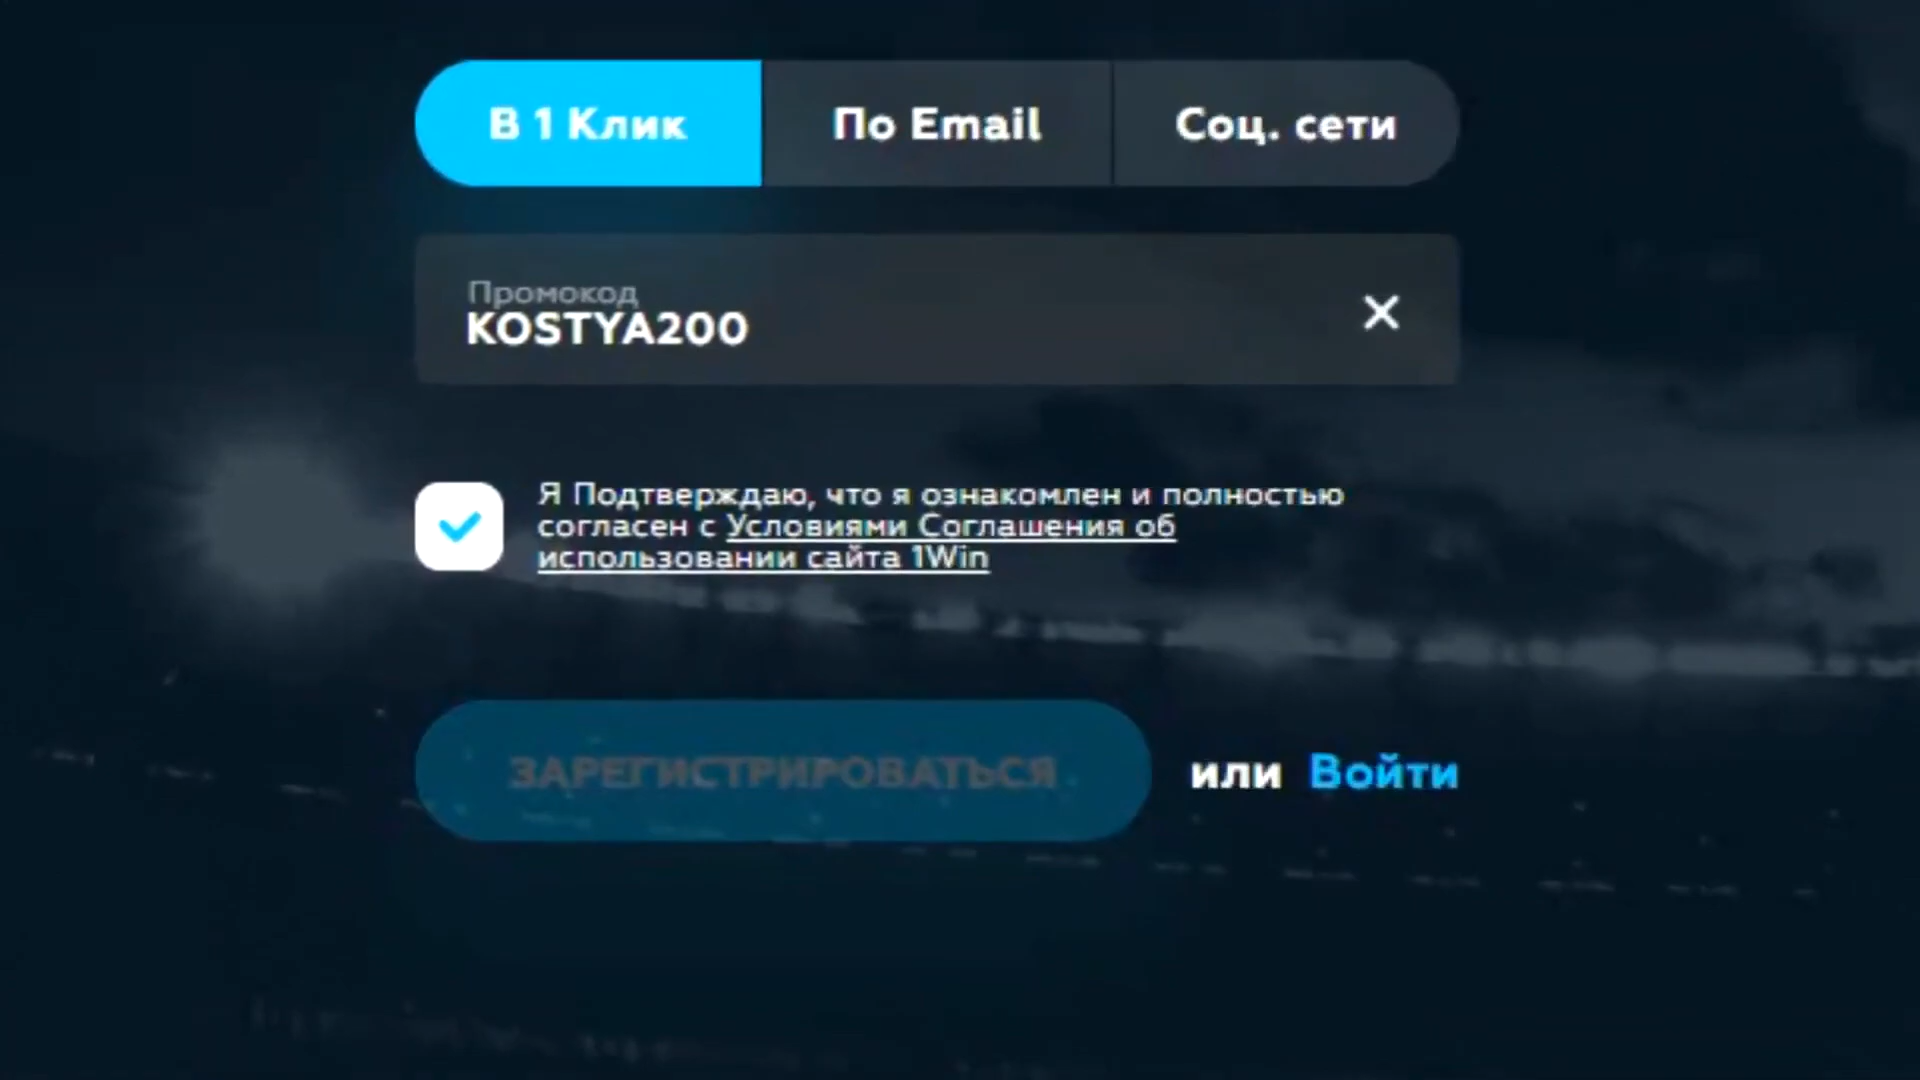 В 1 Клик По Email Соц. сети
Промокод
KOSTYA200
Я Подтверждаю, что я ознакомлен и полностью
согласен с Условиями Соглашения об
использовании сайта 1Win
ЗАРЕГИСТРИРОВАТЬСЯ или Войти